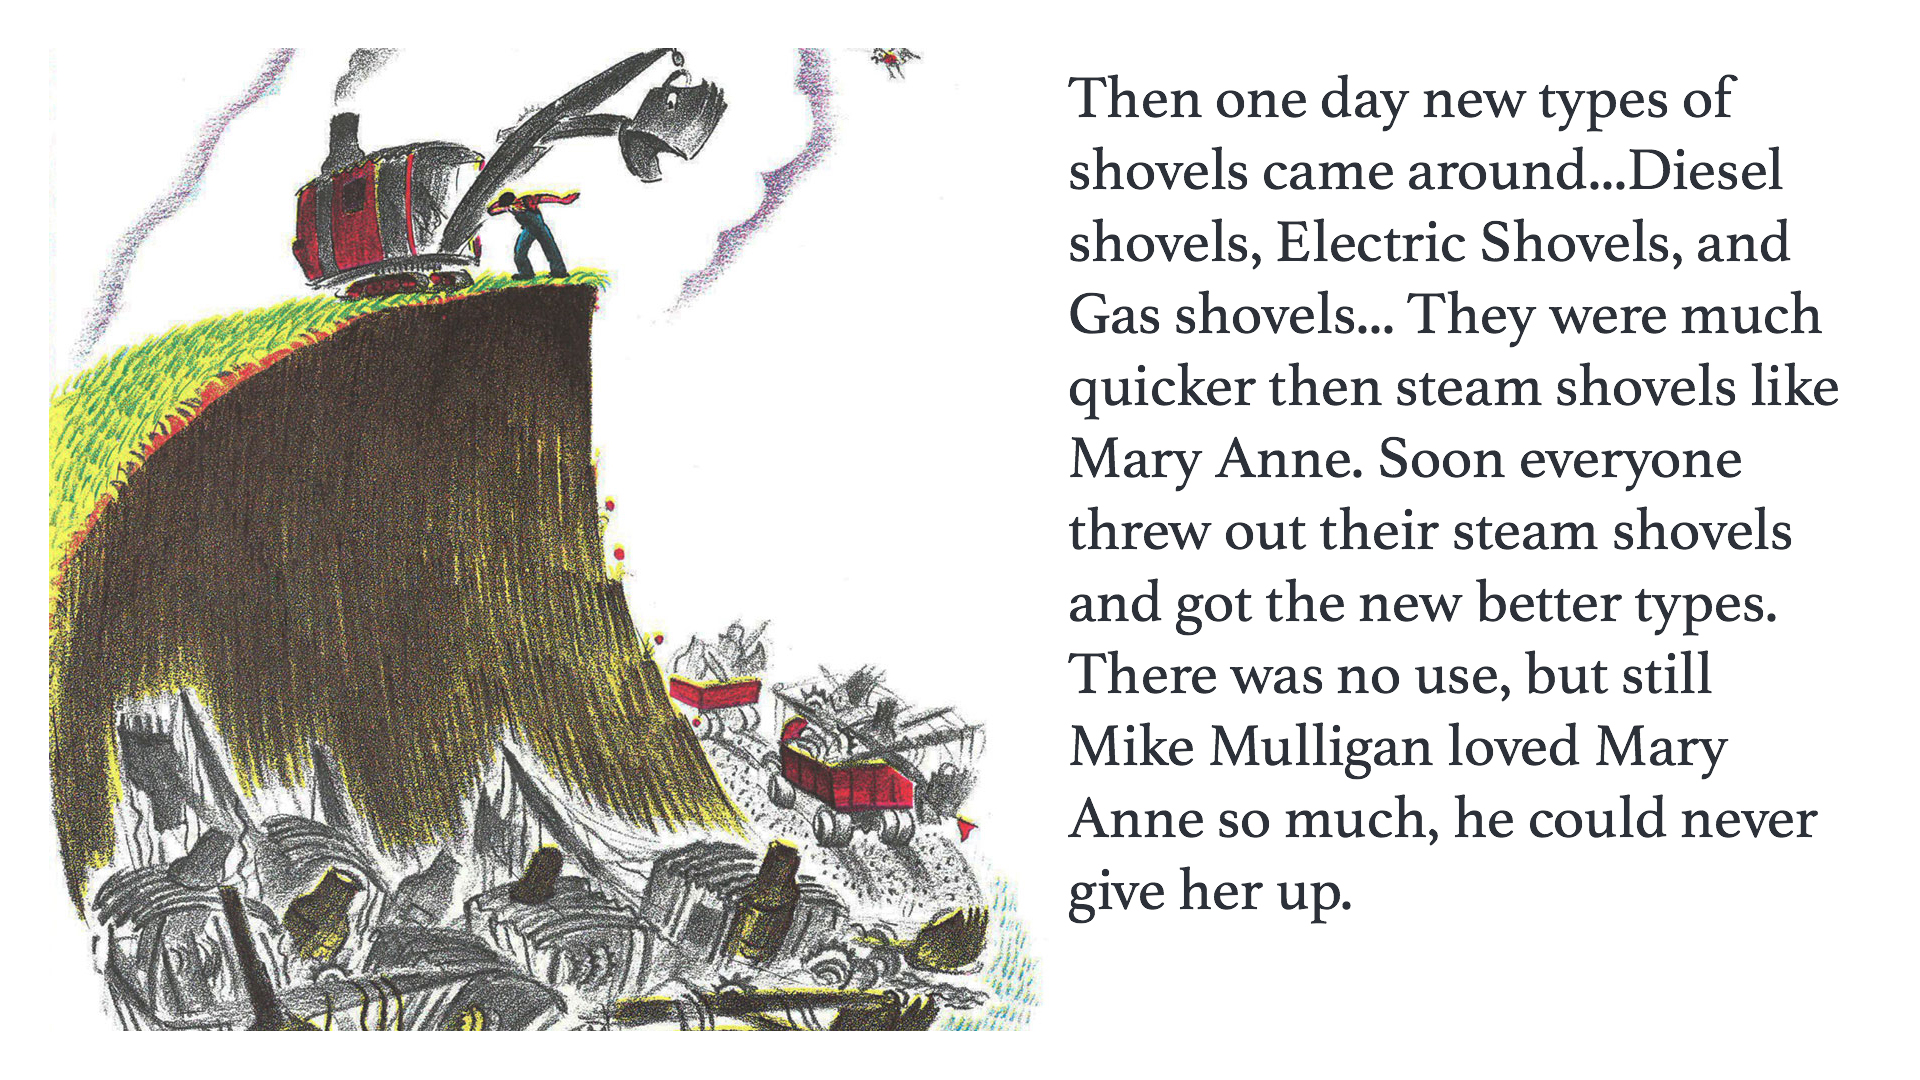 Then one day new types of
shovels came around...Diesel
shovels, Electric Shovels, and
Gas shovels... They were much
quicker then steam shovels like
Mary Anne. Soon everyone
threw out their steam shovels
and got the new better types.
There was no use, but still
Mike Mulligan loved Mary
Anne so much, he could never
give her up.